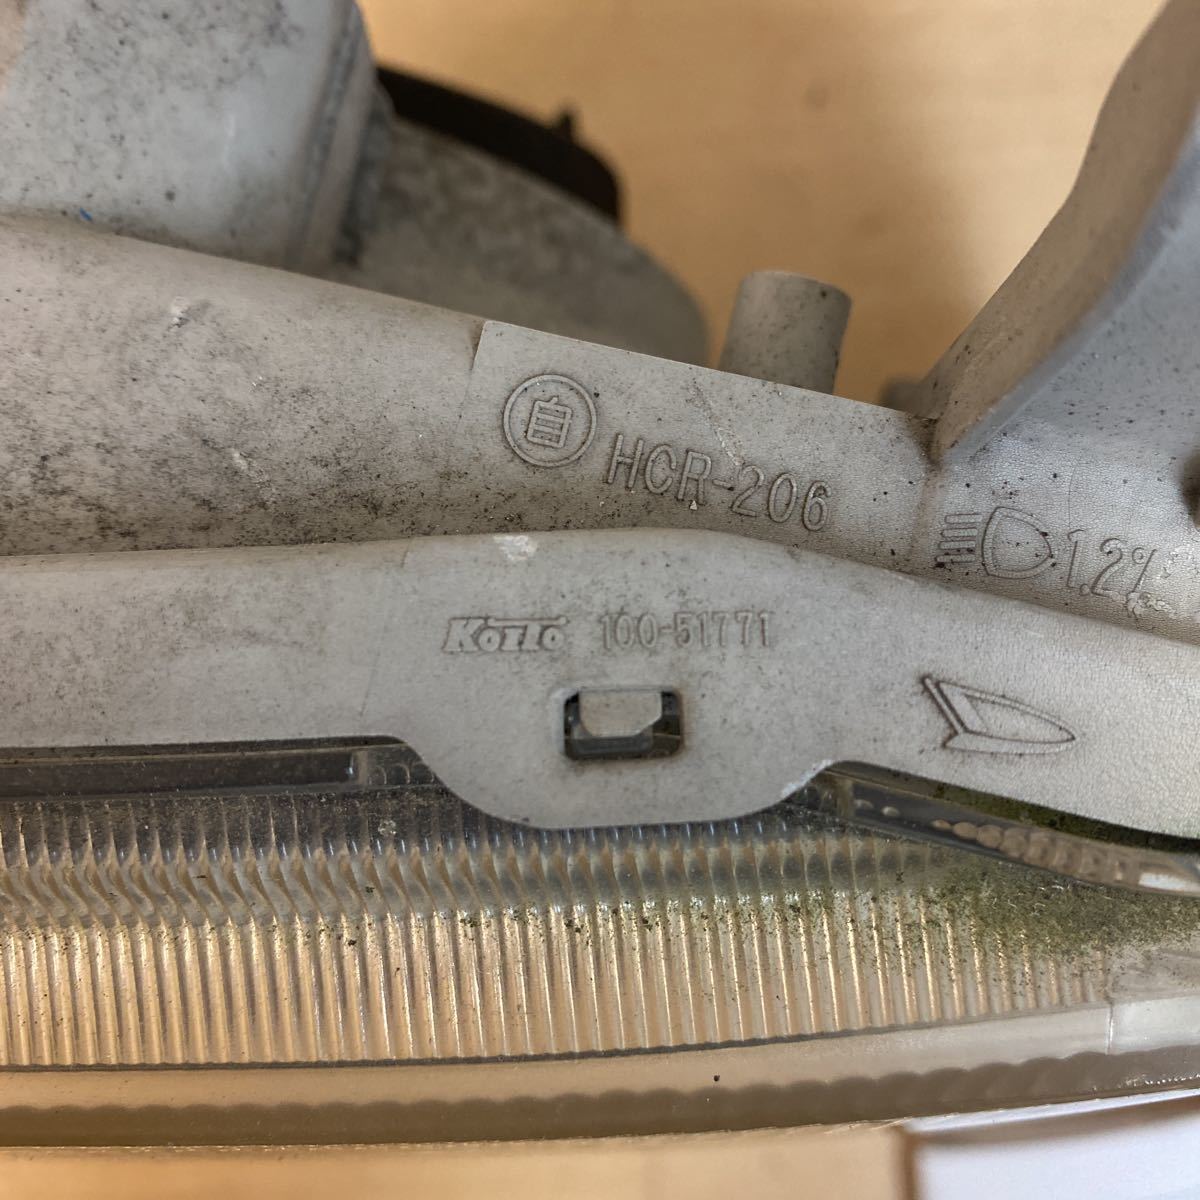 自 HCR-206
1.2%
KOITO 100-51771